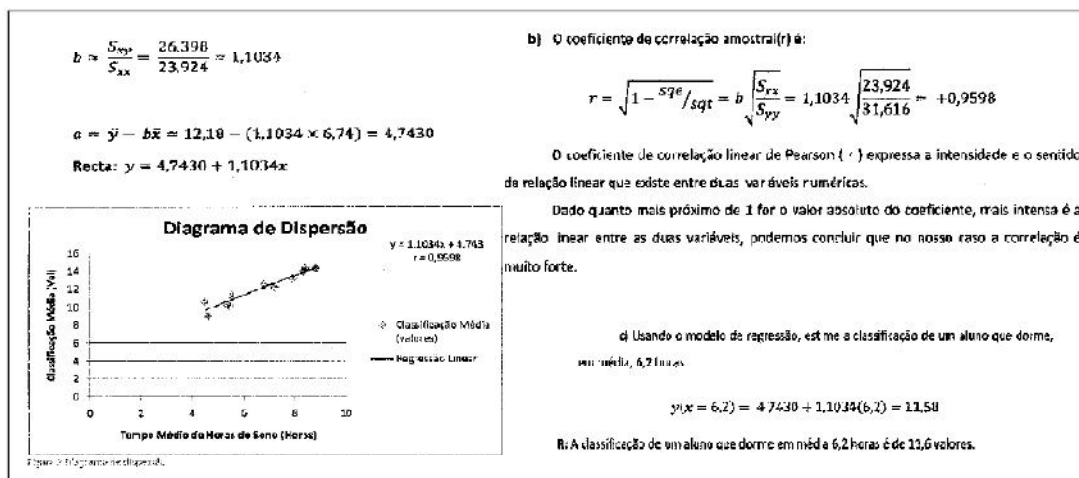 b = Sxy/Sxx = 26.398/23,924 = 1,1034
a = ȳ − bx̄ = 12,18 − (1,1034 × 6,74) = 4,7430
Recta: y = 4,7430 + 1,1034x
Diagrama de Dispersão
y = 1,1034x + 4,743
r = 0,9598
Classificação Média (Val)
16
14
12
10
8
6
4
2
0
0 2 4 6 8 10
Tempo Médio de Horas de Sono (Horas)
Classificação Média
(valores)
Regressão Linear
Diagrama de dispersão
b) O coeficiente de correlação amostral(r) é:
r = √(1 − sqe/sqt) = b √(Sxx/Syy) = 1,1034 √(23,924/31,616) = +0,9598
O coeficiente de correlação linear de Pearson ( r ) expressa a intensidade e o sentido
da relação linear que existe entre duas variáveis numéricas.
Dado quanto mais próximo de 1 for o valor absoluto do coeficiente, mais intensa é a
relação linear entre as duas variáveis, podemos concluir que no nosso caso a correlação é
muito forte.
c) Usando o modelo de regressão, estime a classificação de um aluno que dorme,
em média, 6,2 horas
y(x = 6,2) = 4,7430 + 1,1034(6,2) = 11,58
R: A classificação de um aluno que dorme em média 6,2 horas é de 11,6 valores.